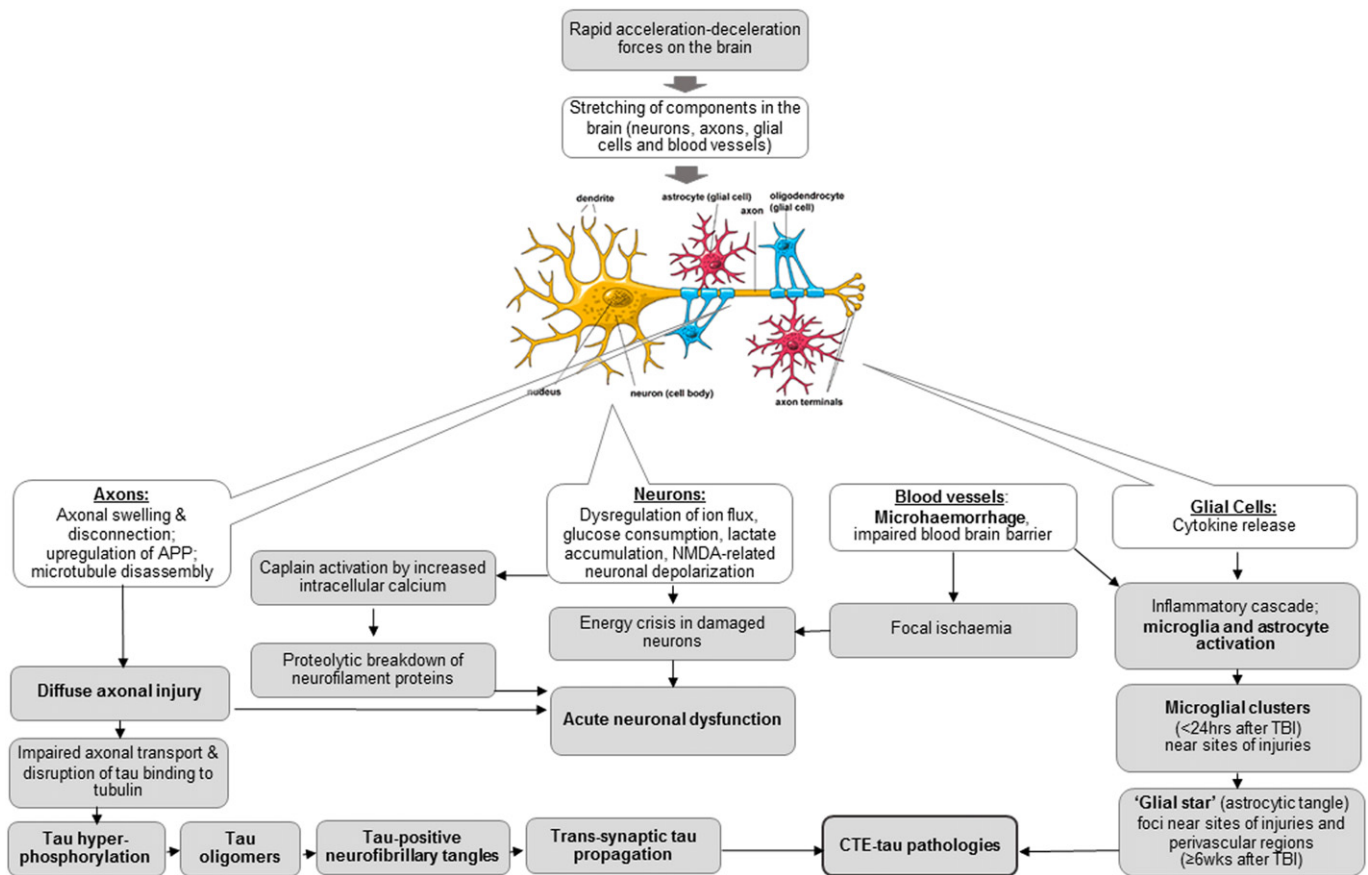 Rapid acceleration-deceleration
forces on the brain
Stretching of components in the
brain (neurons, axons, glial
cells and blood vessels)
dendrite
astrocyte (glial cell)
axon
oligodendrocyte
(glial cell)
nudeus
neuron (cell body)
axon terminals
Axons:
Axonal swelling &
disconnection;
upregulation of APP;
microtubule disassembly
Neurons:
Dysregulation of ion flux,
glucose consumption, lactate
accumulation, NMDA-related
neuronal depolarization
Blood vessels:
Microhaemorrhage,
impaired blood brain barrier
Glial Cells:
Cytokine release
Caplain activation by increased
intracellular calcium
Energy crisis in damaged
neurons
Focal ischaemia
Inflammatory cascade;
microglia and astrocyte
activation
Proteolytic breakdown of
neurofilament proteins
Diffuse axonal injury
Acute neuronal dysfunction
Microglial clusters
(<24hrs after TBI)
near sites of injuries
Impaired axonal transport &
disruption of tau binding to
tubulin
'Glial star' (astrocytic tangle)
foci near sites of injuries and
perivascular regions
(≥6wks after TBI)
Tau hyper-
phosphorylation
Tau
oligomers
Tau-positive
neurofibrillary tangles
Trans-synaptic tau
propagation
CTE-tau pathologies